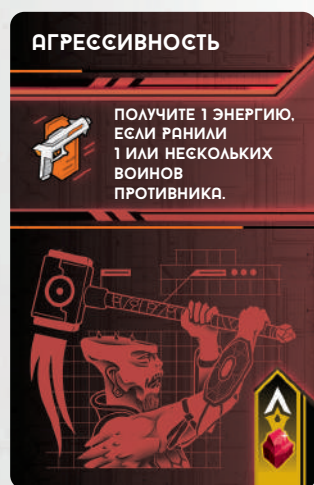 АГРЕССИВНОСТЬ
ПОЛУЧИТЕ 1 ЭНЕРГИЮ,
ЕСЛИ РАНИЛИ
1 ИЛИ НЕСКОЛЬКИХ
ВОИНОВ
ПРОТИВНИКА.